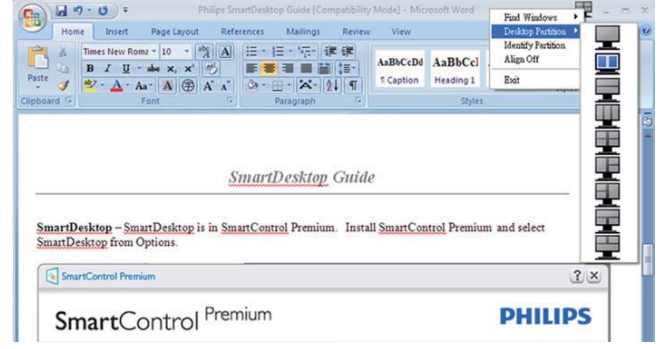 Philips SmartDesktop Guide [Compatibility Mode] - Microsoft Word
Find Windows
Desktop Partition
Identify Partition
Align Off
Exit
Home Insert Page Layout References Mailings Review View
Times New Roma 10
Paste
B I U abc x, x²
Aa
AaBbCcDd AaBbCcl
¶ Caption Heading 1
Clipboard Font Paragraph Styles
SmartDesktop Guide
SmartDesktop – SmartDesktop is in SmartControl Premium. Install SmartControl Premium and select
SmartDesktop from Options.
SmartControl Premium
SmartControl Premium
PHILIPS